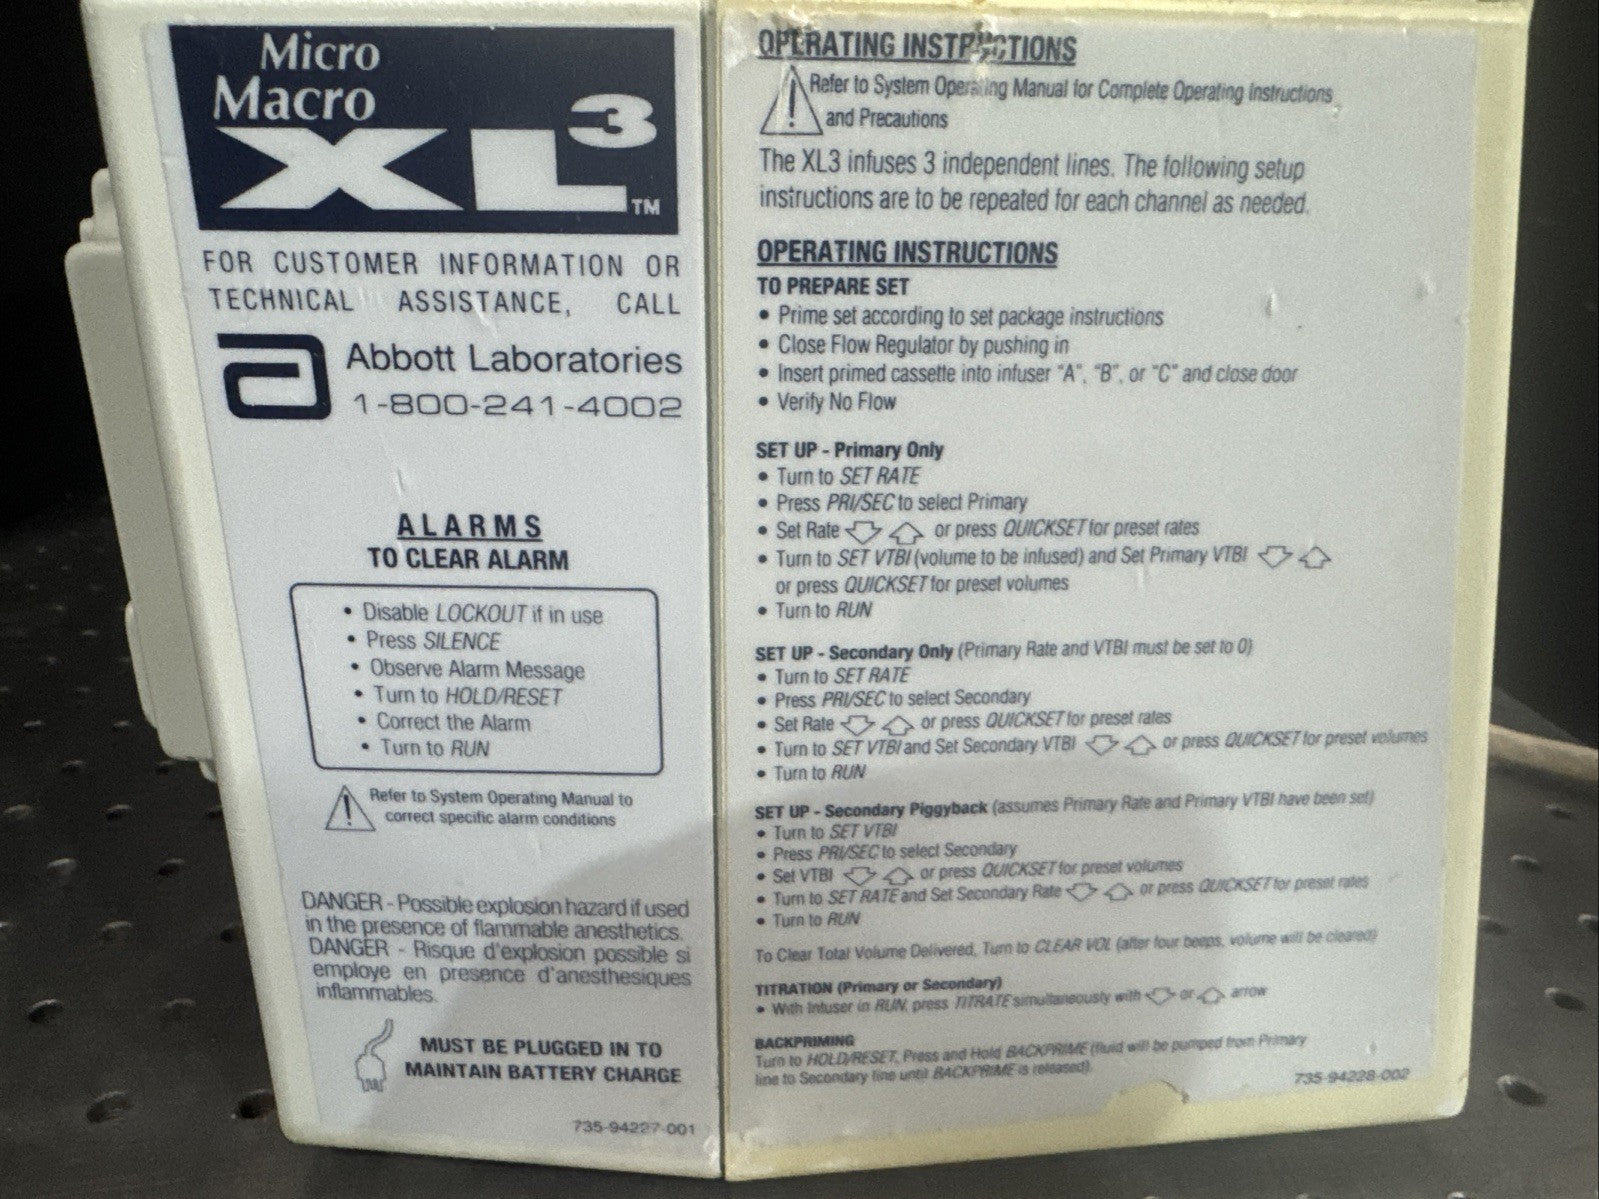 Micro
Macro
XL3™
FOR CUSTOMER INFORMATION OR
TECHNICAL ASSISTANCE, CALL
Abbott Laboratories
1-800-241-4002
ALARMS
TO CLEAR ALARM
• Disable LOCKOUT if in use
• Press SILENCE
• Observe Alarm Message
• Turn to HOLD/RESET
• Correct the Alarm
• Turn to RUN
Refer to System Operating Manual to
correct specific alarm conditions
DANGER - Possible explosion hazard if used
in the presence of flammable anesthetics.
DANGER - Risque d'explosion possible si
employe en presence d'anesthesiques
inflammables.
MUST BE PLUGGED IN TO
MAINTAIN BATTERY CHARGE
735-94227-001
OPERATING INSTRUCTIONS
! Refer to System Operating Manual for Complete Operating Instructions
and Precautions
The XL3 infuses 3 independent lines. The following setup
instructions are to be repeated for each channel as needed.
OPERATING INSTRUCTIONS
TO PREPARE SET
• Prime set according to set package instructions
• Close Flow Regulator by pushing in
• Insert primed cassette into infuser "A", "B", or "C" and close door
• Verify No Flow
SET UP - Primary Only
• Turn to SET RATE
• Press PRI/SEC to select Primary
• Set Rate or press QUICKSET for preset rates
• Turn to SET VTBI (volume to be infused) and Set Primary VTBI
or press QUICKSET for preset volumes
• Turn to RUN
SET UP - Secondary Only (Primary Rate and VTBI must be set to 0)
• Turn to SET RATE
• Press PRI/SEC to select Secondary
• Set Rate or press QUICKSET for preset rates
• Turn to SET VTBI and Set Secondary VTBI or press QUICKSET for preset volumes
• Turn to RUN
SET UP - Secondary Piggyback (assumes Primary Rate and Primary VTBI have been set)
• Turn to SET VTBI
• Press PRI/SEC to select Secondary
• Set VTBI or press QUICKSET for preset volumes
• Turn to SET RATE and Set Secondary Rate or press QUICKSET for preset rates
• Turn to RUN
To Clear Total Volume Delivered, Turn to CLEAR VOL (after four beeps, volume will be cleared)
TITRATION (Primary or Secondary)
• With Infuser in RUN, press TITRATE simultaneously with or arrow
BACKPRIMING
Turn to HOLD/RESET, Press and Hold BACKPRIME (fluid will be pumped from Primary
line to Secondary line until BACKPRIME is released).
735-94228-002